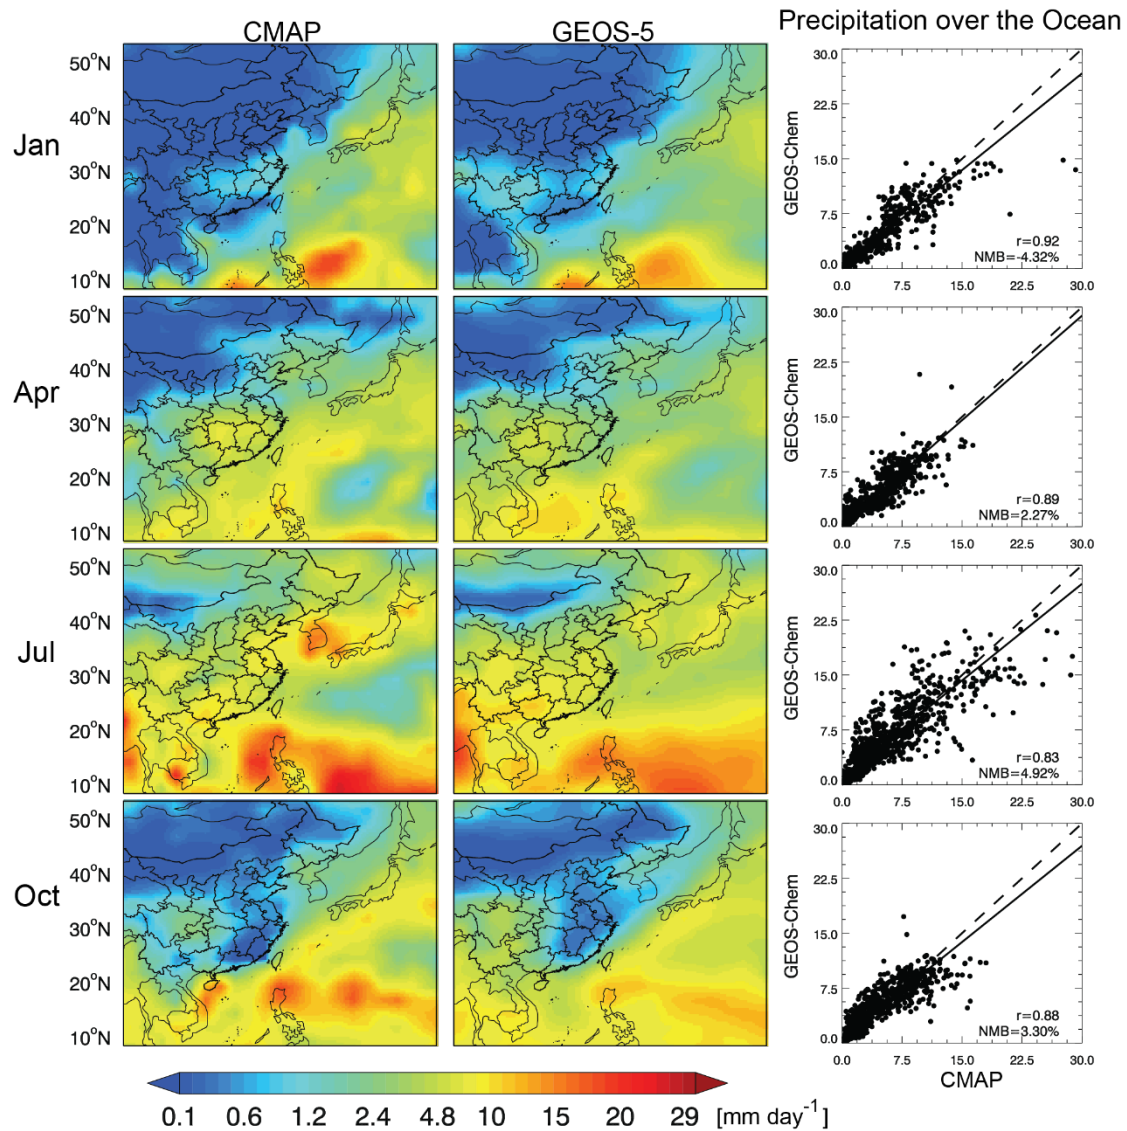 CMAP
GEOS-5
Precipitation over the Ocean
Jan
50°N
40°N
30°N
20°N
10°N
GEOS-Chem
30.0
22.5
15.0
7.5
0.0
r=0.92
NMB=-4.32%
0.0 7.5 15.0 22.5 30.0
Apr
50°N
40°N
30°N
20°N
10°N
GEOS-Chem
30.0
22.5
15.0
7.5
0.0
r=0.89
NMB=2.27%
0.0 7.5 15.0 22.5 30.0
Jul
50°N
40°N
30°N
20°N
10°N
GEOS-Chem
30.0
22.5
15.0
7.5
0.0
r=0.83
NMB=4.92%
0.0 7.5 15.0 22.5 30.0
Oct
50°N
40°N
30°N
20°N
10°N
GEOS-Chem
30.0
22.5
15.0
7.5
0.0
r=0.88
NMB=3.30%
0.0 7.5 15.0 22.5 30.0
CMAP
0.1 0.6 1.2 2.4 4.8 10 15 20 29 [mm day⁻¹]